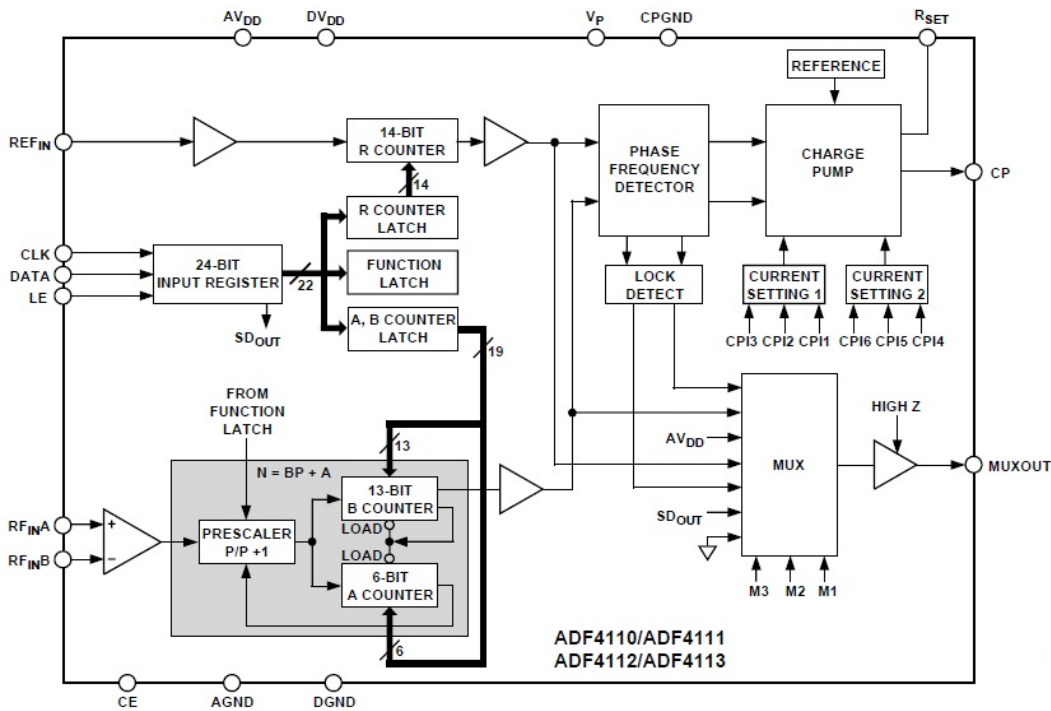 AVDD
DVDD
VP
CPGND
RSET
REFERENCE
REFIN
14-BIT
R COUNTER
PHASE
FREQUENCY
DETECTOR
CHARGE
PUMP
CP
14
R COUNTER
LATCH
CLK
DATA
LE
24-BIT
INPUT REGISTER
22
FUNCTION
LATCH
LOCK
DETECT
CURRENT
SETTING 1
CURRENT
SETTING 2
SDOUT
A, B COUNTER
LATCH
19
CPI3 CPI2 CPI1
CPI6 CPI5 CPI4
FROM
FUNCTION
LATCH
HIGH Z
13
AVDD
MUX
MUXOUT
N = BP + A
13-BIT
B COUNTER
RFINA
RFINB
+
–
PRESCALER
P/P +1
LOAD
LOAD
SDOUT
6-BIT
A COUNTER
M3 M2 M1
6
ADF4110/ADF4111
ADF4112/ADF4113
CE
AGND
DGND